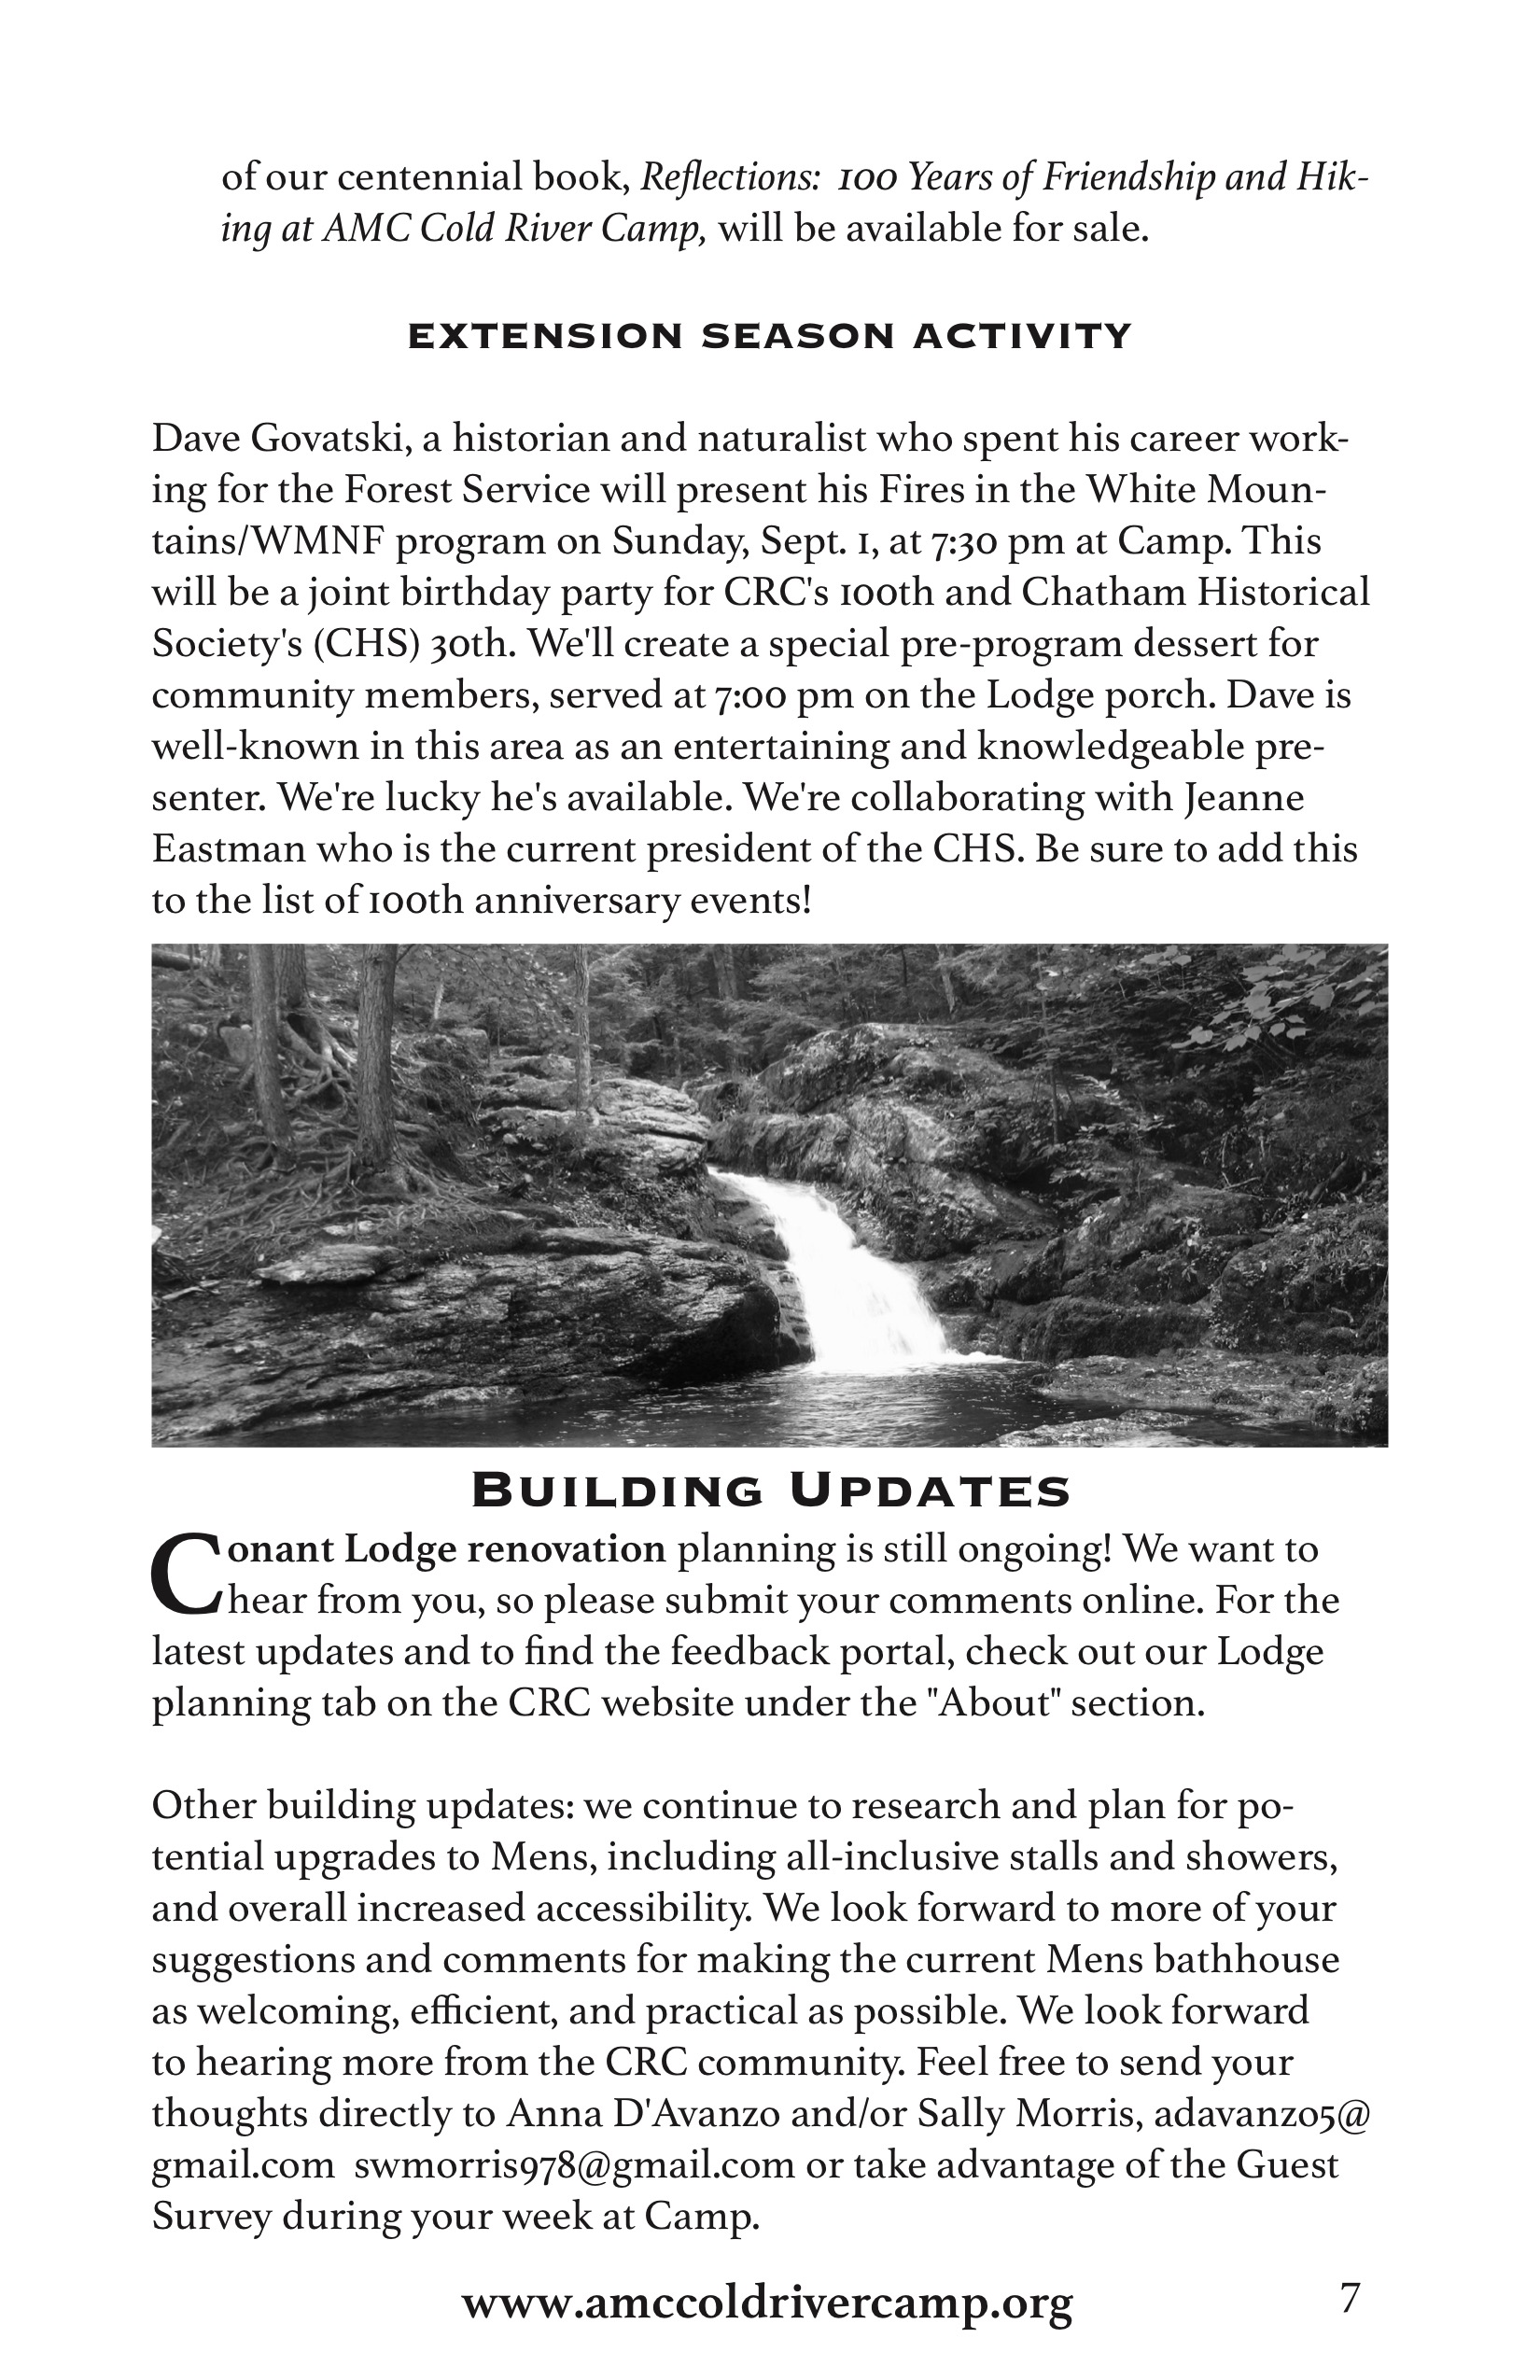 of our centennial book, Reflections:  100 Years of Friendship and Hik-
ing at AMC Cold River Camp, will be available for sale.
EXTENSION SEASON ACTIVITY
Dave Govatski, a historian and naturalist who spent his career work-
ing for the Forest Service will present his Fires in the White Moun-
tains/WMNF program on Sunday, Sept. 1, at 7:30 pm at Camp. This
will be a joint birthday party for CRC's 100th and Chatham Historical
Society's (CHS) 30th. We'll create a special pre-program dessert for
community members, served at 7:00 pm on the Lodge porch. Dave is
well-known in this area as an entertaining and knowledgeable pre-
senter. We're lucky he's available. We're collaborating with Jeanne
Eastman who is the current president of the CHS. Be sure to add this
to the list of 100th anniversary events!
Building Updates
Conant Lodge renovation planning is still ongoing! We want to
hear from you, so please submit your comments online. For the
latest updates and to find the feedback portal, check out our Lodge
planning tab on the CRC website under the "About" section.
Other building updates: we continue to research and plan for po-
tential upgrades to Mens, including all-inclusive stalls and showers,
and overall increased accessibility. We look forward to more of your
suggestions and comments for making the current Mens bathhouse
as welcoming, efficient, and practical as possible. We look forward
to hearing more from the CRC community. Feel free to send your
thoughts directly to Anna D'Avanzo and/or Sally Morris, adavanzo5@
gmail.com  swmorris978@gmail.com or take advantage of the Guest
Survey during your week at Camp.
www.amccoldrivercamp.org
7